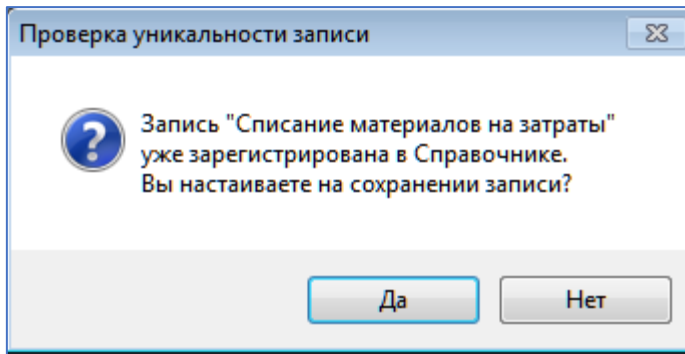 Проверка уникальности записи
Запись "Списание материалов на затраты"
уже зарегистрирована в Справочнике.
Вы настаиваете на сохранении записи?
Да
Нет